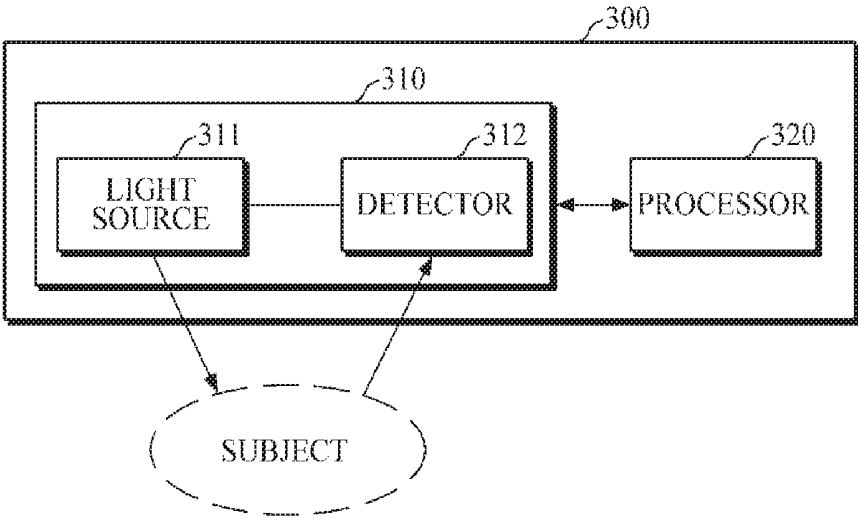 300
310
311
312
320
LIGHT
SOURCE
DETECTOR
PROCESSOR
SUBJECT